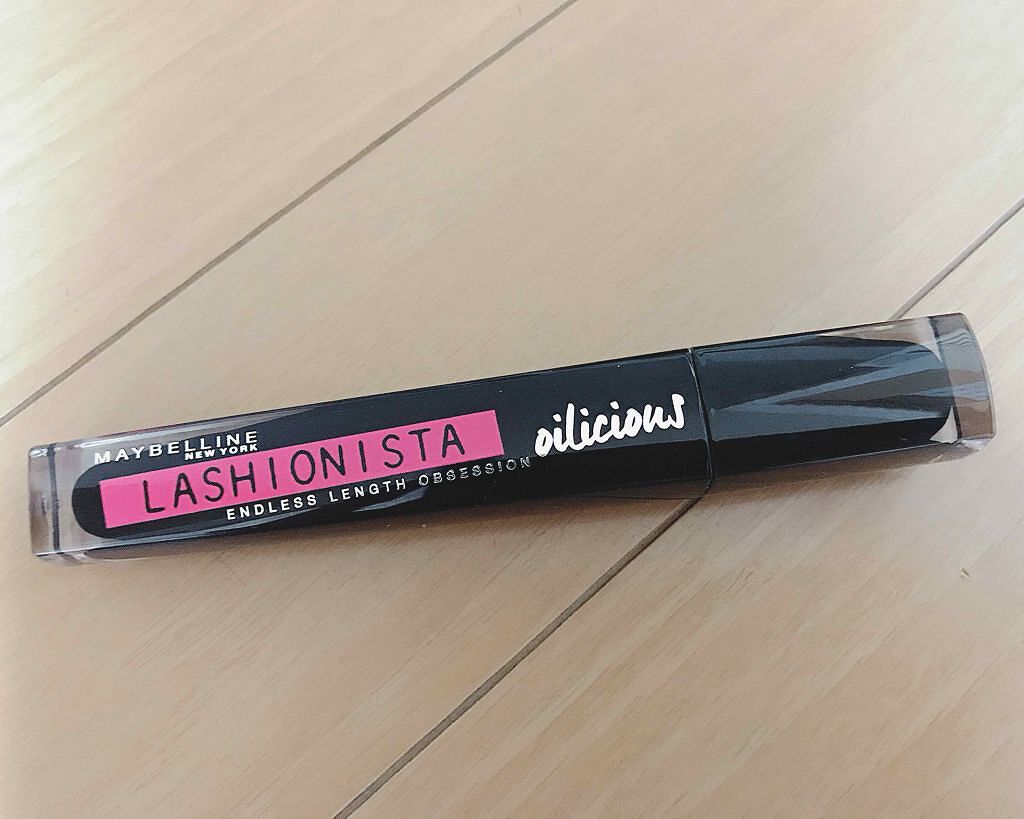 MAYBELLINE
NEW YORK
LASHIONISTA
ENDLESS LENGTH OBSESSION
oilicious